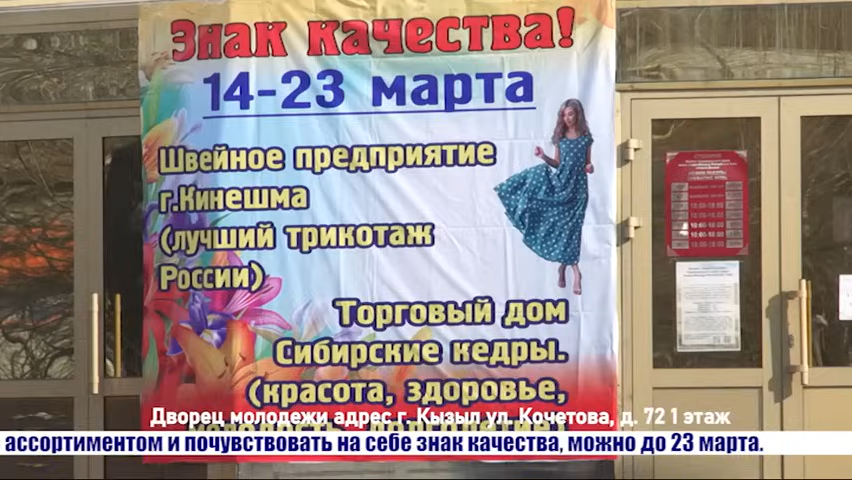 Знак качества!
14-23 марта
Швейное предприятие
г.Кинешма
(лучший трикотаж
России)
Торговый дом
Сибирские кедры.
(красота, здоровье,
Дворец молодежи адрес г. Кызыл ул. Кочетова, д. 72 1 этаж
ассортиментом и почувствовать на себе знак качества, можно до 23 марта.